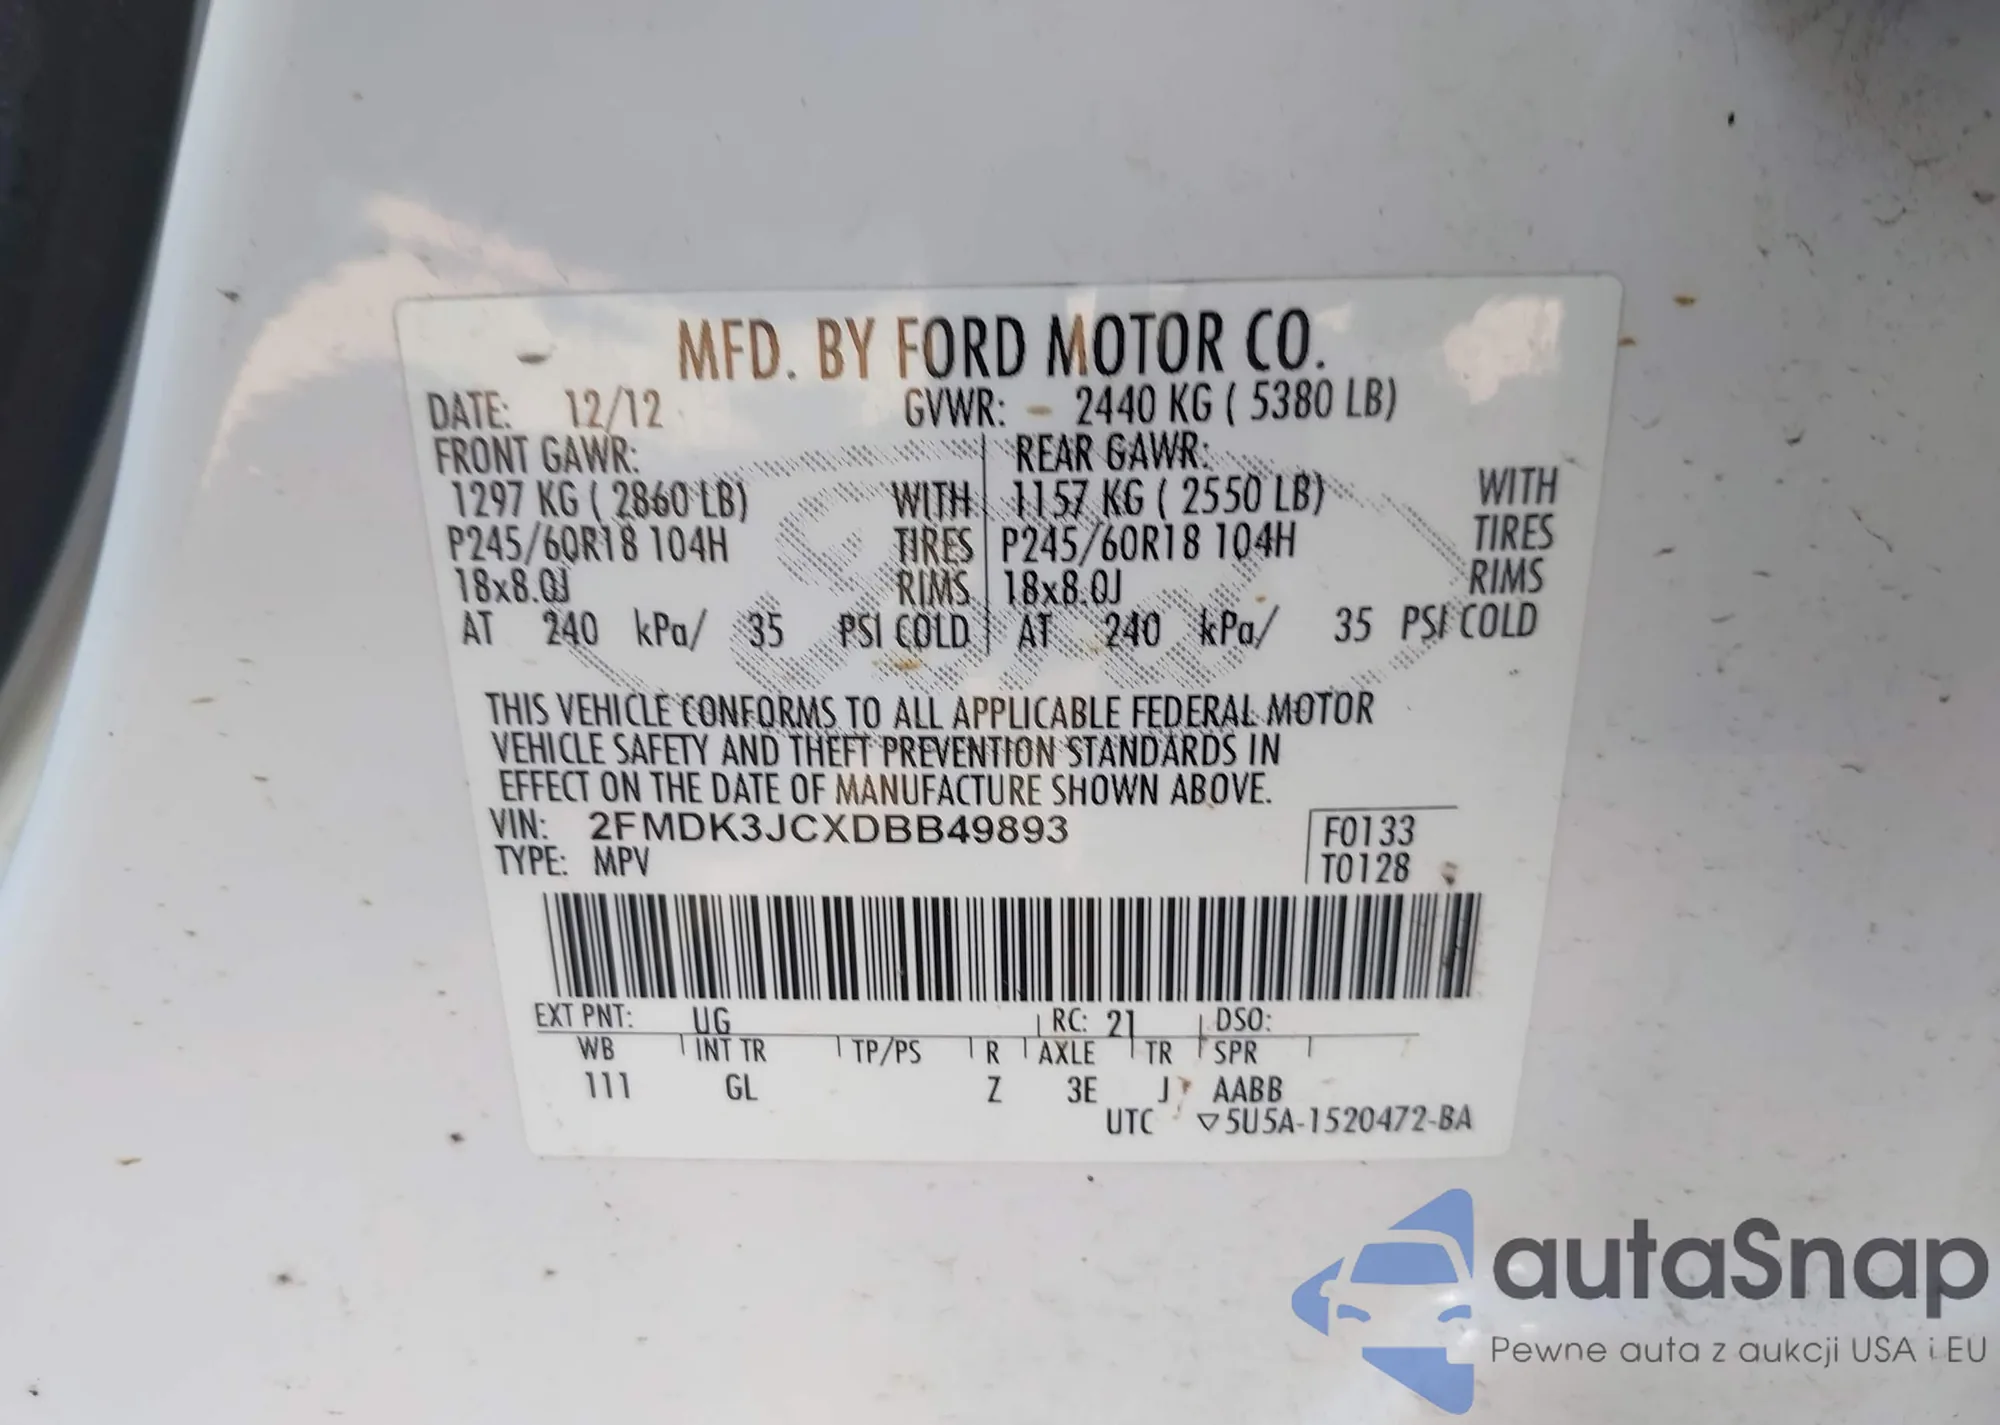 MFD. BY FORD MOTOR CO.
DATE: 12/12 GVWR: 2440 KG ( 5380 LB)
FRONT GAWR: REAR GAWR:
1297 KG ( 2860 LB) WITH 1157 KG ( 2550 LB) WITH
P245/60R18 104H TIRES P245/60R18 104H TIRES
18x8.0J RIMS 18x8.0J RIMS
AT 240 kPa/ 35 PSI COLD AT 240 kPa/ 35 PSI COLD
THIS VEHICLE CONFORMS TO ALL APPLICABLE FEDERAL MOTOR
VEHICLE SAFETY AND THEFT PREVENTION STANDARDS IN
EFFECT ON THE DATE OF MANUFACTURE SHOWN ABOVE.
VIN: 2FMDK3JCXDBB49893 F0133
TYPE: MPV T0128
EXT PNT: UG RC: 21 DSO:
WB INT TR TP/PS R AXLE TR SPR
111 GL Z 3E J AABB
UTC ▽5U5A-1520472-BA
autaSnap
Pewne auta z aukcji USA i EU